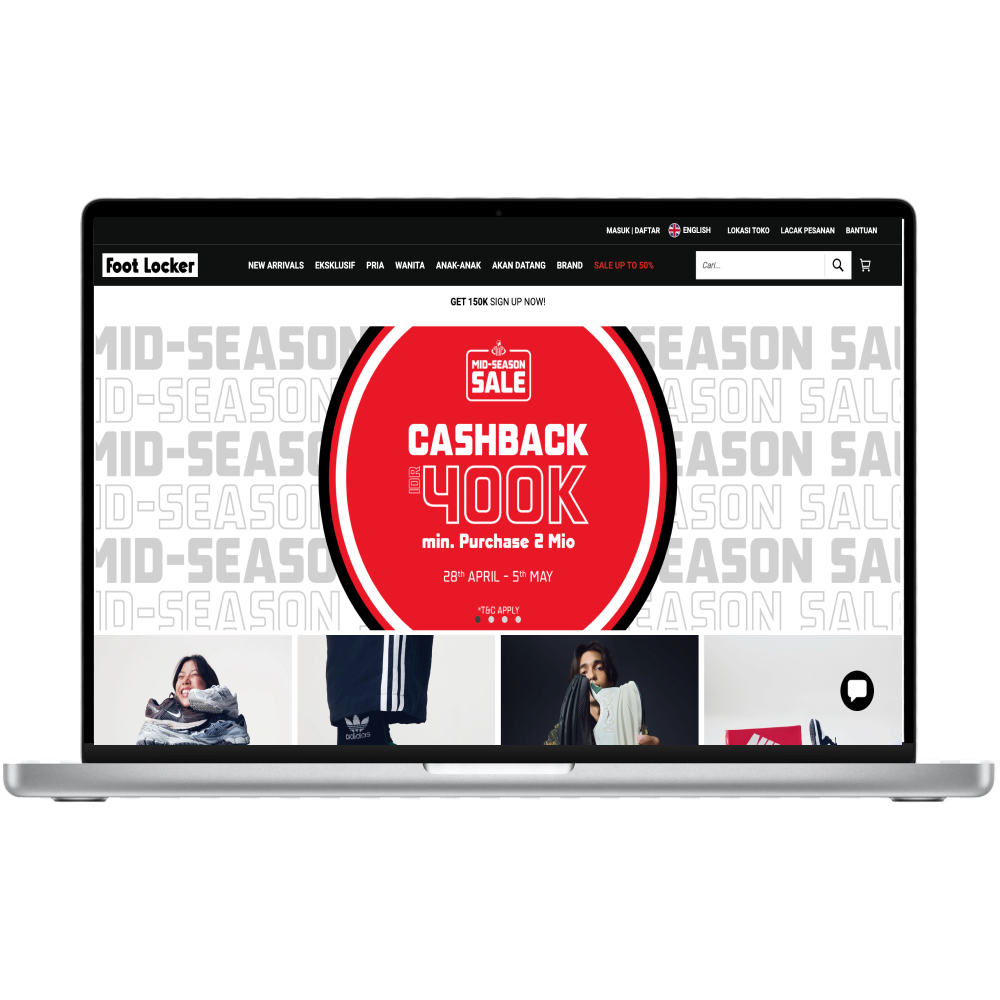 MASUK | DAFTAR ENGLISH LOKASI TOKO LACAK PESANAN BANTUAN
Foot Locker NEW ARRIVALS EKSKLUSIF PRIA WANITA ANAK-ANAK AKAN DATANG BRAND SALE UP TO 50% Cari...
GET 150K SIGN UP NOW!
MID-SEASON SEASON SAL
MID-SEASON SEASON SALE
MID-SEASON SEASON SAL
MID-SEASON SEASON SALE
MID-SEASON SEASON SAL
MID-SEASON SEASON SALE
MID-SEASON
SALE
CASHBACK
IDR 400K
min. Purchase 2 Mio
28th APRIL - 5th MAY
*T&C APPLY
adidas